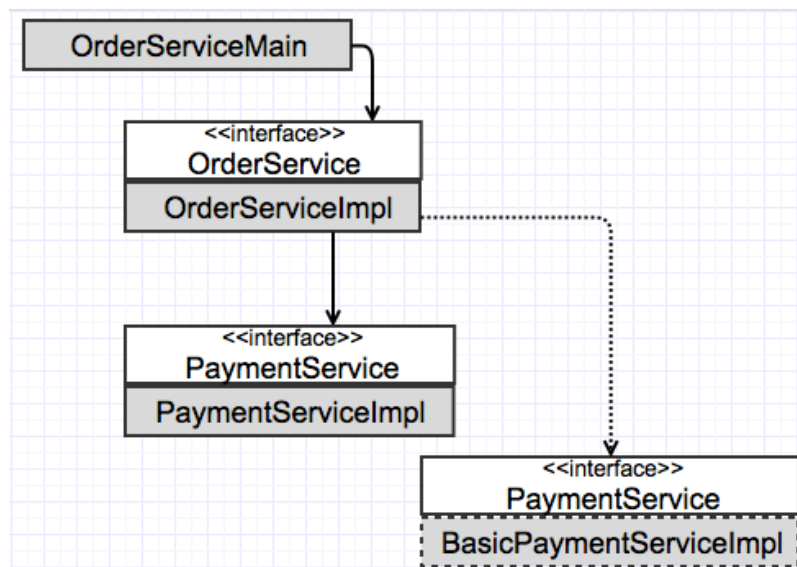 OrderServiceMain
<<interface>>
OrderService
OrderServiceImpl
<<interface>>
PaymentService
PaymentServiceImpl
<<interface>>
PaymentService
BasicPaymentServiceImpl